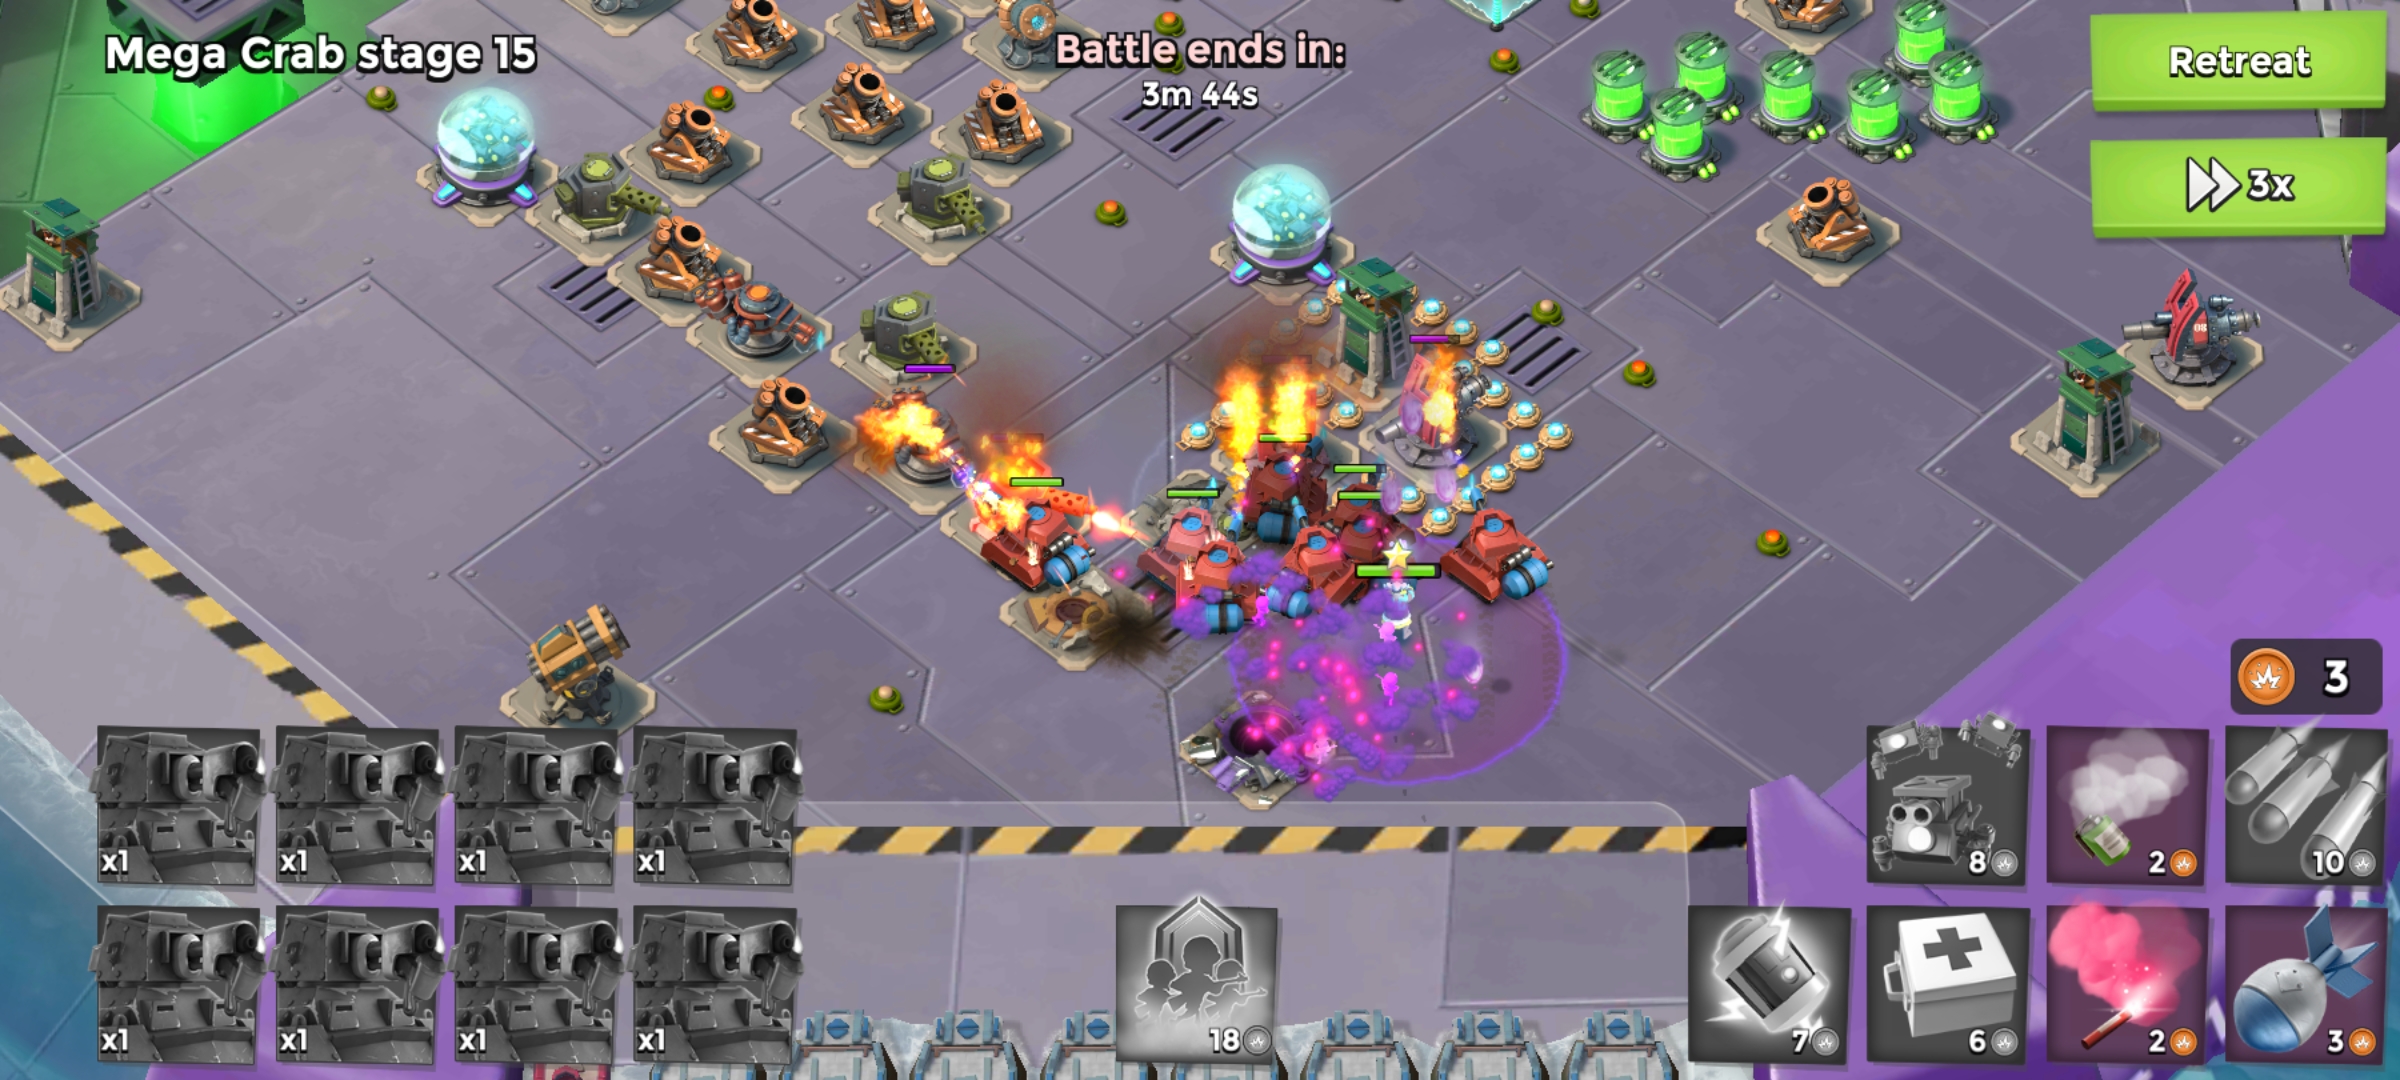 Mega Crab stage 15
Battle ends in:
3m 44s
Retreat
3x
3
8
2
10
x1
x1
x1
x1
x1
x1
x1
x1
18
7
6
2
3